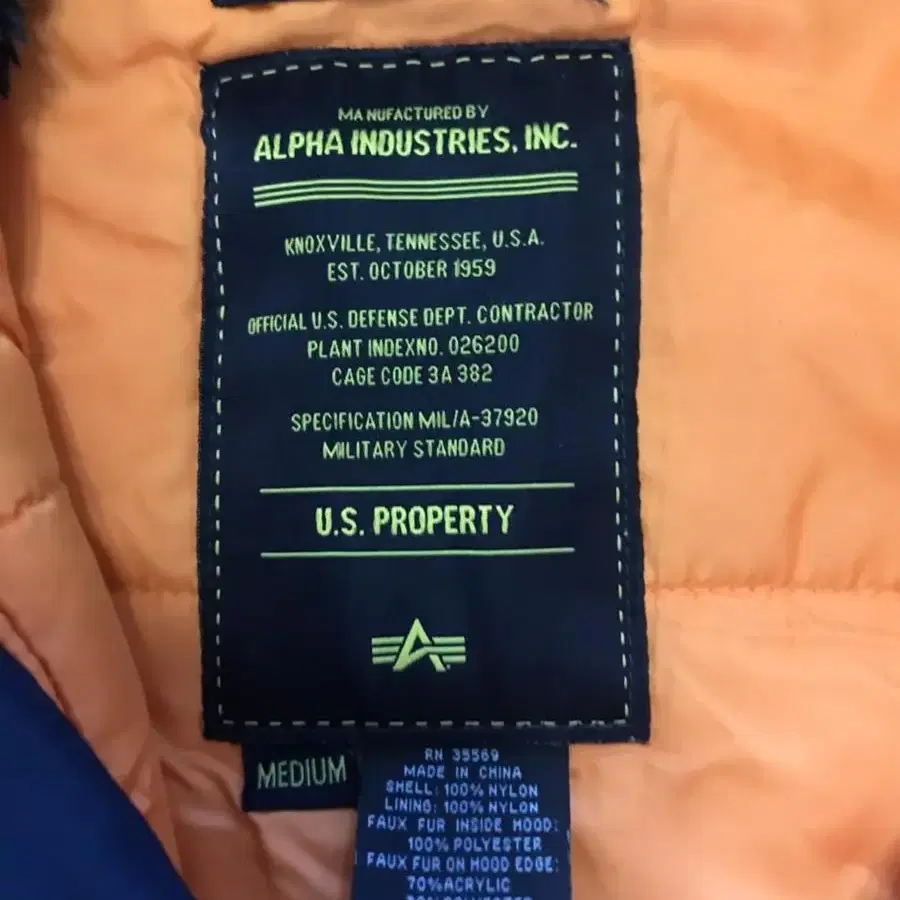 MANUFACTURED BY
ALPHA INDUSTRIES, INC.
KNOXVILLE, TENNESSEE, U.S.A.
EST. OCTOBER 1959
OFFICIAL U.S. DEFENSE DEPT. CONTRACTOR
PLANT INDEXNO. 026200
CAGE CODE 3A 382
SPECIFICATION MIL/A-37920
MILITARY STANDARD
U.S. PROPERTY
A
MEDIUM
RN 35569
MADE IN CHINA
SHELL: 100% NYLON
LINING: 100% NYLON
FAUX FUR INSIDE HOOD:
100% POLYESTER
FAUX FUR ON HOOD EDGE:
70% ACRYLIC